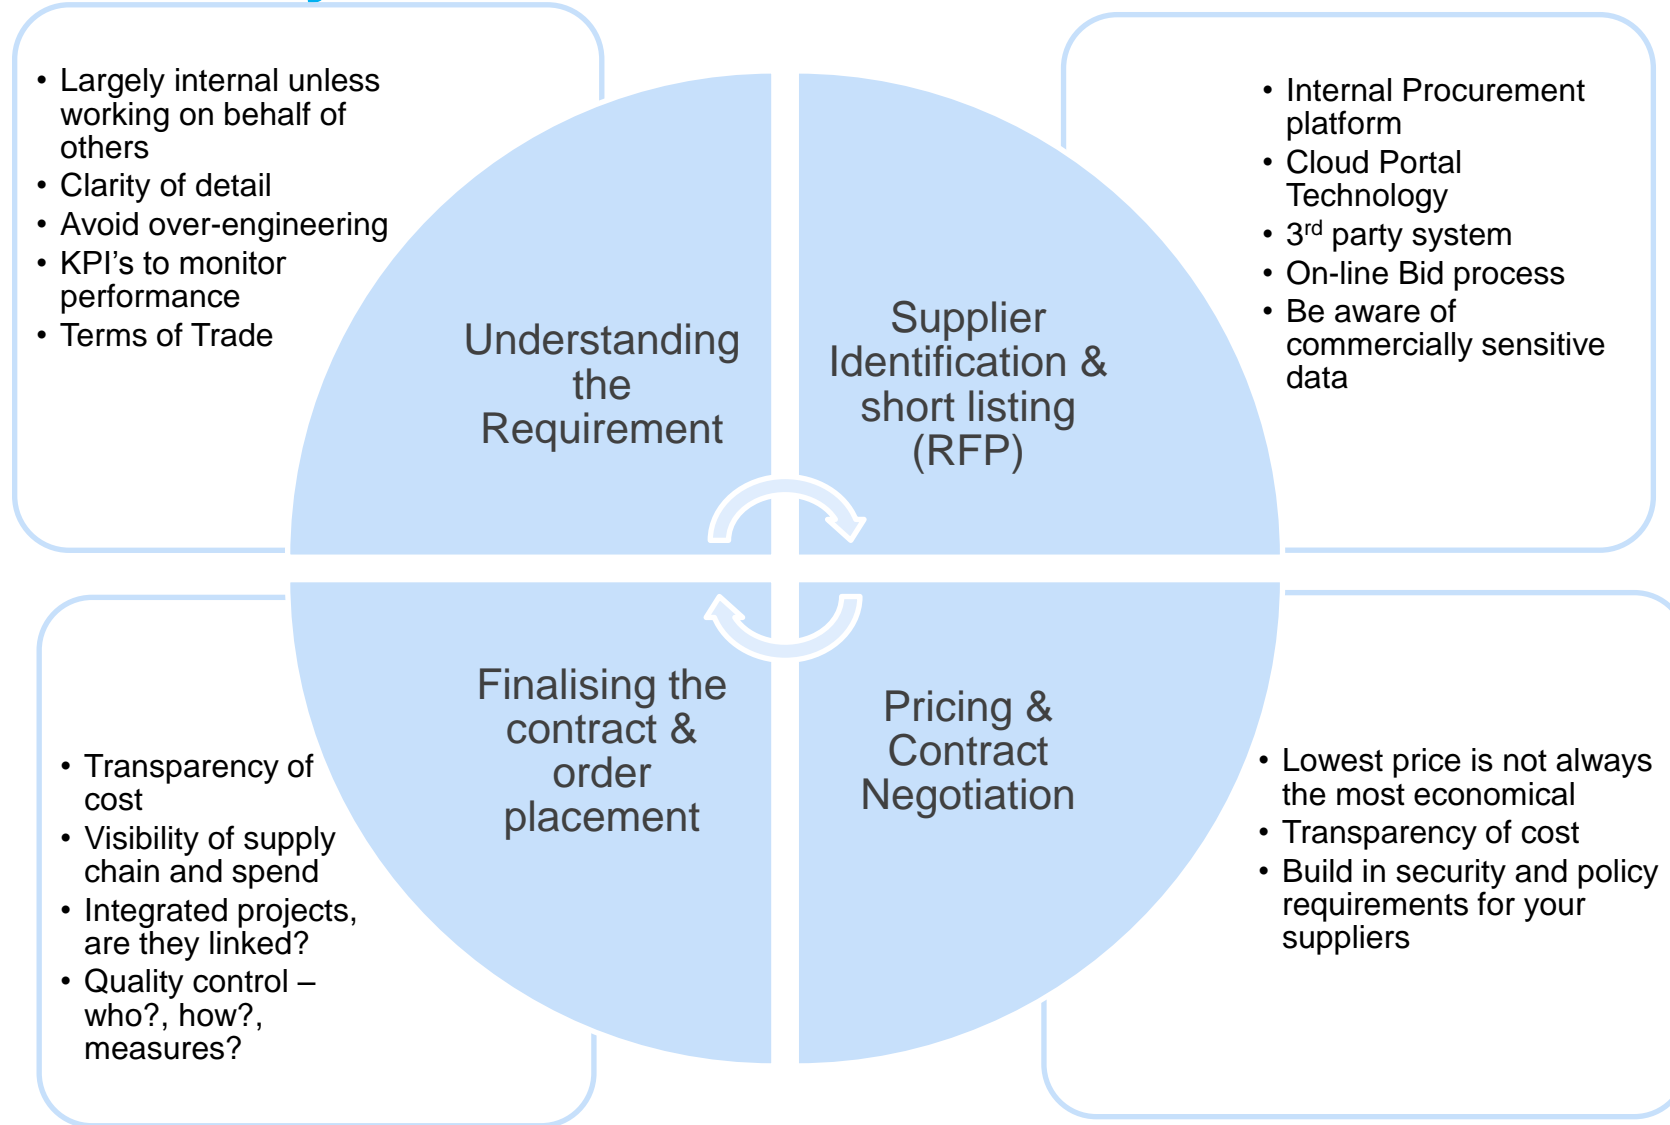 • Largely internal unless
working on behalf of
others
• Clarity of detail
• Avoid over-engineering
• KPI’s to monitor
performance
• Terms of Trade
Understanding
the
Requirement
Supplier
Identification &
short listing
(RFP)
• Internal Procurement
platform
• Cloud Portal
Technology
• 3rd party system
• On-line Bid process
• Be aware of
commercially sensitive
data
• Transparency of
cost
• Visibility of supply
chain and spend
• Integrated projects,
are they linked?
• Quality control –
who?, how?,
measures?
Finalising the
contract &
order
placement
Pricing &
Contract
Negotiation
• Lowest price is not always
the most economical
• Transparency of cost
• Build in security and policy
requirements for your
suppliers